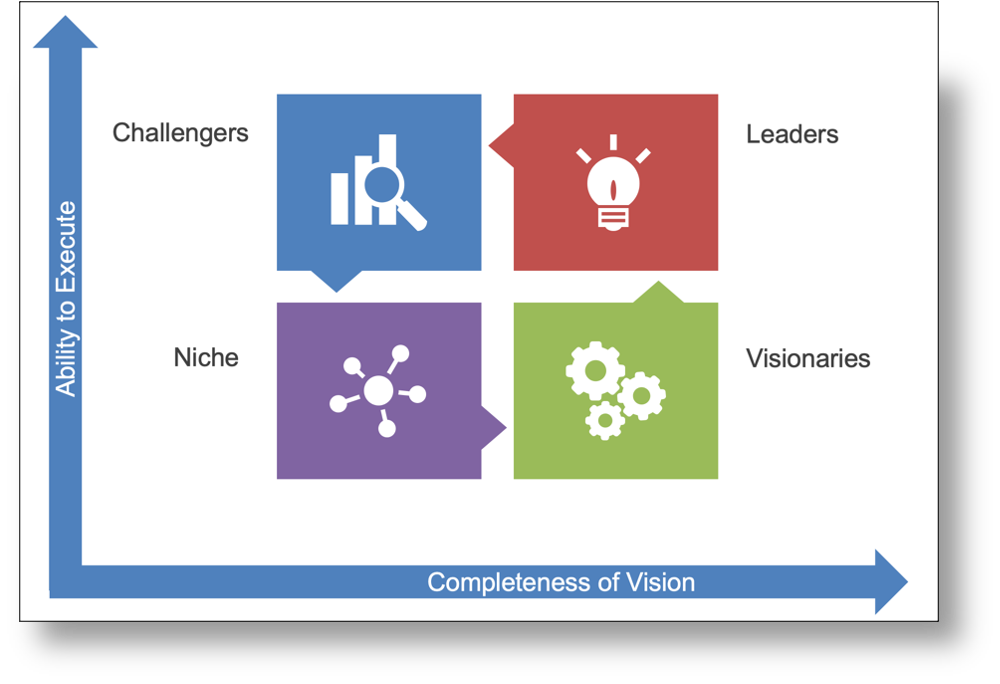 Challengers
Leaders
Ability to Execute
Niche
Visionaries
Completeness of Vision